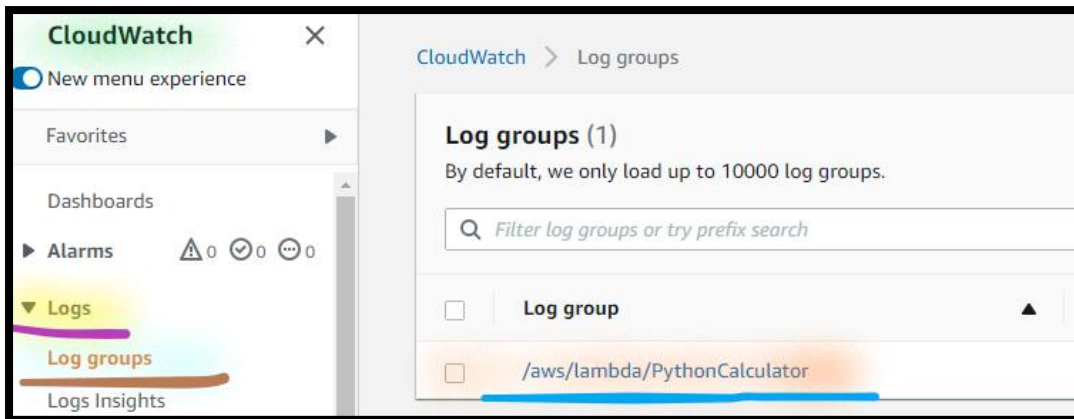 CloudWatch
New menu experience
Favorites
Dashboards
Alarms 0 0 0
Logs
Log groups
Logs Insights
CloudWatch > Log groups
Log groups (1)
By default, we only load up to 10000 log groups.
Filter log groups or try prefix search
Log group
/aws/lambda/PythonCalculator